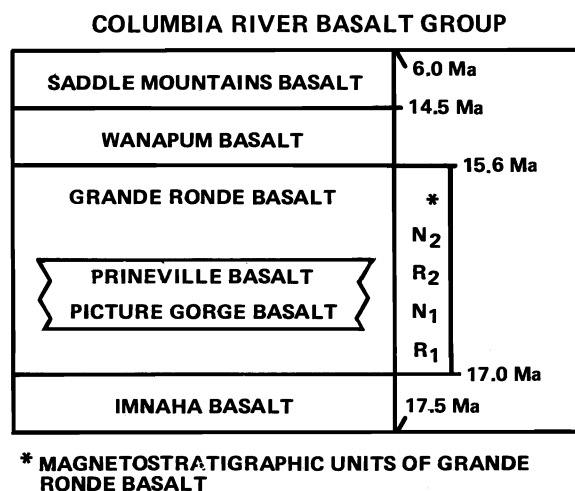 COLUMBIA RIVER BASALT GROUP
SADDLE MOUNTAINS BASALT
6.0 Ma
14.5 Ma
WANAPUM BASALT
15.6 Ma
GRANDE RONDE BASALT
*
N2
R2
N1
R1
PRINEVILLE BASALT
PICTURE GORGE BASALT
17.0 Ma
IMNAHA BASALT
17.5 Ma
* MAGNETOSTRATIGRAPHIC UNITS OF GRANDE
RONDE BASALT